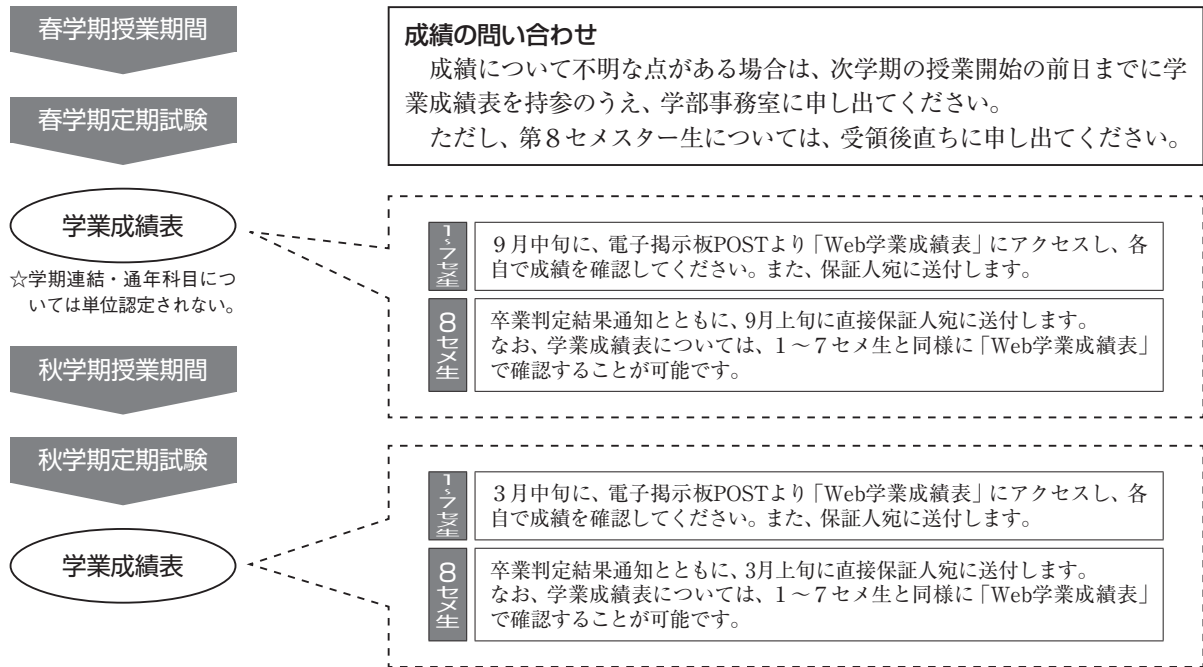 春学期授業期間
春学期定期試験
学業成績表
☆学期連結・通年科目につ
いては単位認定されない。
秋学期授業期間
秋学期定期試験
学業成績表
成績の問い合わせ
成績について不明な点がある場合は、次学期の授業開始の前日までに学
業成績表を持参のうえ、学部事務室に申し出てください。
ただし、第8セメスター生については、受領後直ちに申し出てください。
1~7セメ生
9月中旬に、電子掲示板POSTより「Web学業成績表」にアクセスし、各
自で成績を確認してください。また、保証人宛に送付します。
8セメ生
卒業判定結果通知とともに、9月上旬に直接保証人宛に送付します。
なお、学業成績表については、1～7セメ生と同様に「Web学業成績表」
で確認することが可能です。
1~7セメ生
3月中旬に、電子掲示板POSTより「Web学業成績表」にアクセスし、各
自で成績を確認してください。また、保証人宛に送付します。
8セメ生
卒業判定結果通知とともに、3月上旬に直接保証人宛に送付します。
なお、学業成績表については、1～7セメ生と同様に「Web学業成績表」
で確認することが可能です。